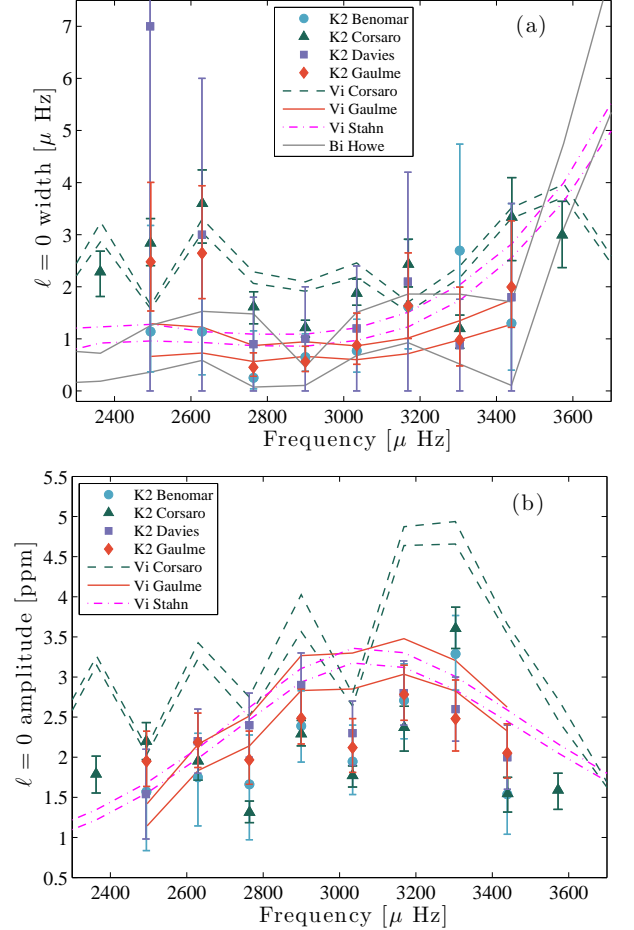 (a)
K2 Benomar
K2 Corsaro
K2 Davies
K2 Gaulme
Vi Corsaro
Vi Gaulme
Vi Stahn
Bi Howe
ℓ = 0 width [μ Hz]
7
6
5
4
3
2
1
0
2400 2600 2800 3000 3200 3400 3600
Frequency [μ Hz]
(b)
K2 Benomar
K2 Corsaro
K2 Davies
K2 Gaulme
Vi Corsaro
Vi Gaulme
Vi Stahn
ℓ = 0 amplitude [ppm]
5.5
5
4.5
4
3.5
3
2.5
2
1.5
1
0.5
2400 2600 2800 3000 3200 3400 3600
Frequency [μ Hz]